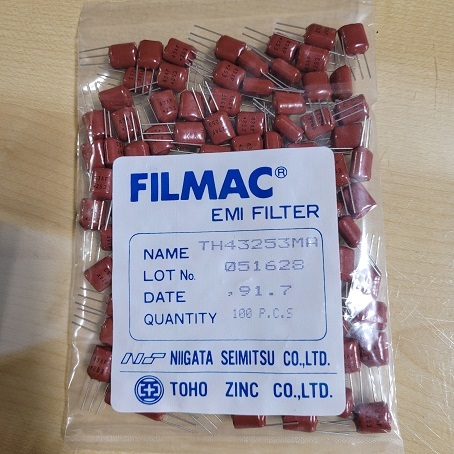 FILMAC®
EMI FILTER
NAME TH43253MA
LOT No. 051628
DATE '91.7
QUANTITY 100 P.C.S
NIIGATA SEIMITSU CO.,LTD.
TOHO ZINC CO.,LTD.